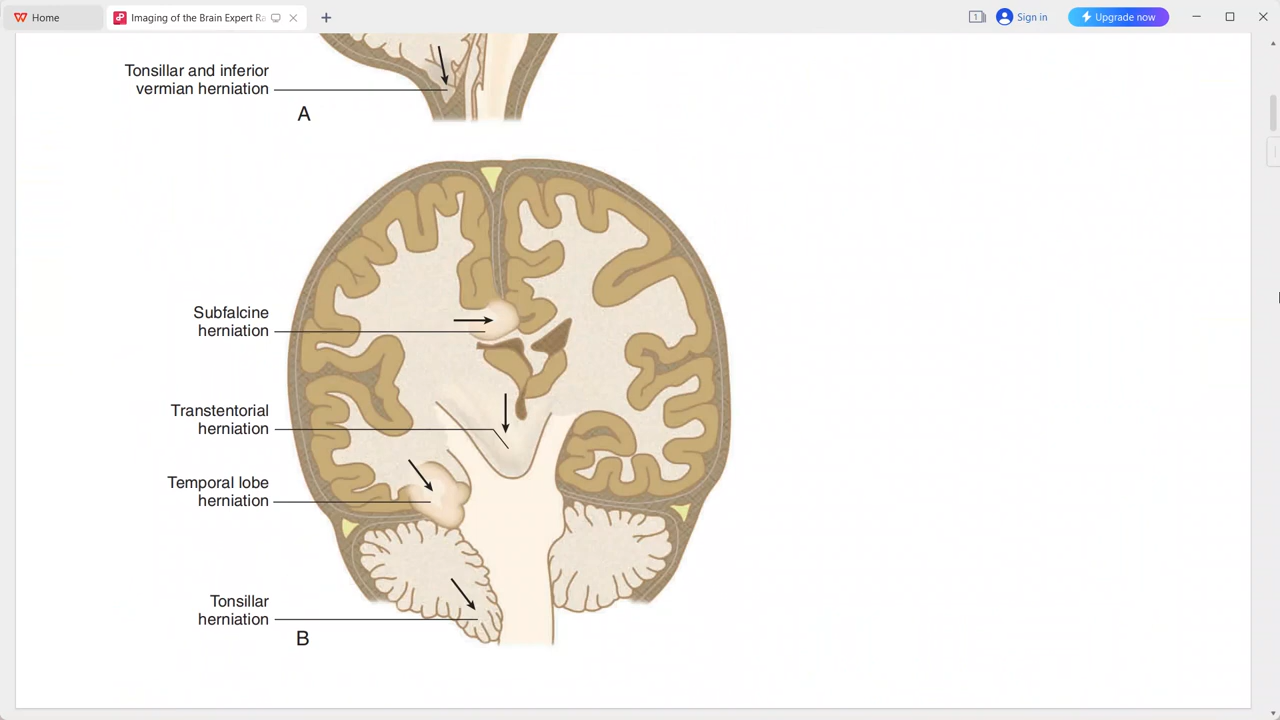 Home
Imaging of the Brain Expert Ra
1
Sign in
Upgrade now
Tonsillar and inferior
vermian herniation
A
Subfalcine
herniation
Transtentorial
herniation
Temporal lobe
herniation
Tonsillar
herniation
B